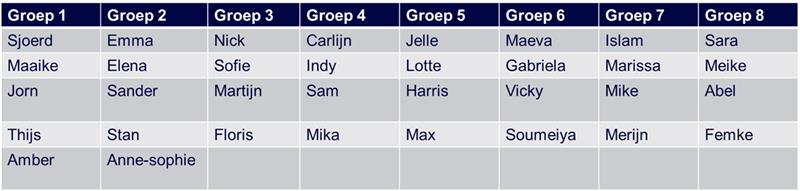 Groep 1 Groep 2 Groep 3 Groep 4 Groep 5 Groep 6 Groep 7 Groep 8
Sjoerd Emma Nick Carlijn Jelle Maeva Islam Sara
Maaike Elena Sofie Indy Lotte Gabriela Marissa Meike
Jorn Sander Martijn Sam Harris Vicky Mike Abel
Thijs Stan Floris Mika Max Soumeiya Merijn Femke
Amber Anne-sophie